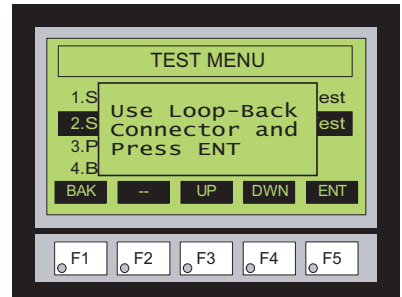 TEST MENU
1.S est
2.S est
3.P
4.B
Use Loop-Back
Connector and
Press ENT
BAK -- UP DWN ENT
F1 F2 F3 F4 F5